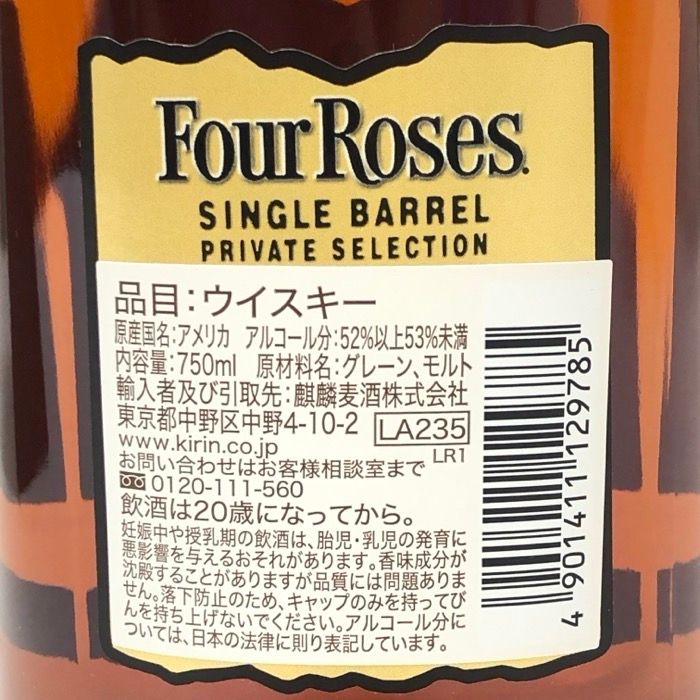 Four Roses.
SINGLE BARREL
PRIVATE SELECTION
品目：ウイスキー
原産国名：アメリカ　アルコール分：52%以上53%未満
内容量：750ml　原材料名：グレーン、モルト
輸入者及び引取先：麒麟麦酒株式会社
東京都中野区中野4-10-2　LA235
www.kirin.co.jp　LR1
お問い合わせはお客様相談室まで
0120-111-560
飲酒は20歳になってから。
妊娠中や授乳期の飲酒は、胎児・乳児の発育に
悪影響を与えるおそれがあります。香味成分が
沈殿することがありますが品質には問題ありま
せん。落下防止のため、キャップのみを持ってび
んを持ち上げないでください。アルコール分に
ついては、日本の法律に則り表記しています。
4 901411 129785